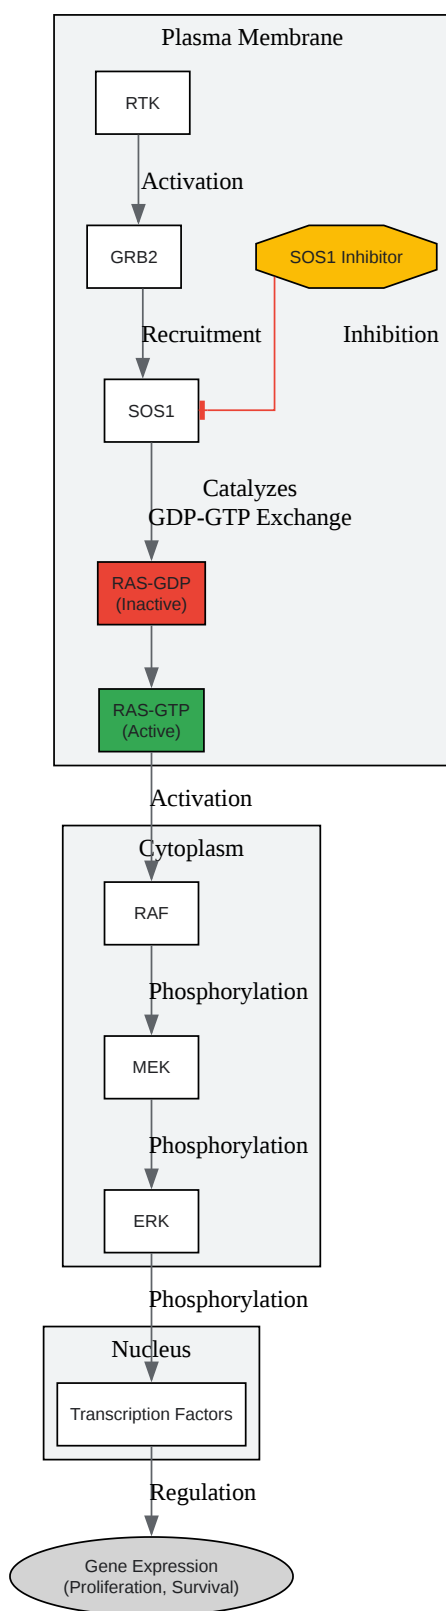 Plasma Membrane
RTK
Activation
GRB2
SOS1 Inhibitor
Recruitment
Inhibition
SOS1
Catalyzes
GDP-GTP Exchange
RAS-GDP
(Inactive)
RAS-GTP
(Active)
Activation
Cytoplasm
RAF
Phosphorylation
MEK
Phosphorylation
ERK
Phosphorylation
Nucleus
Transcription Factors
Regulation
Gene Expression
(Proliferation, Survival)